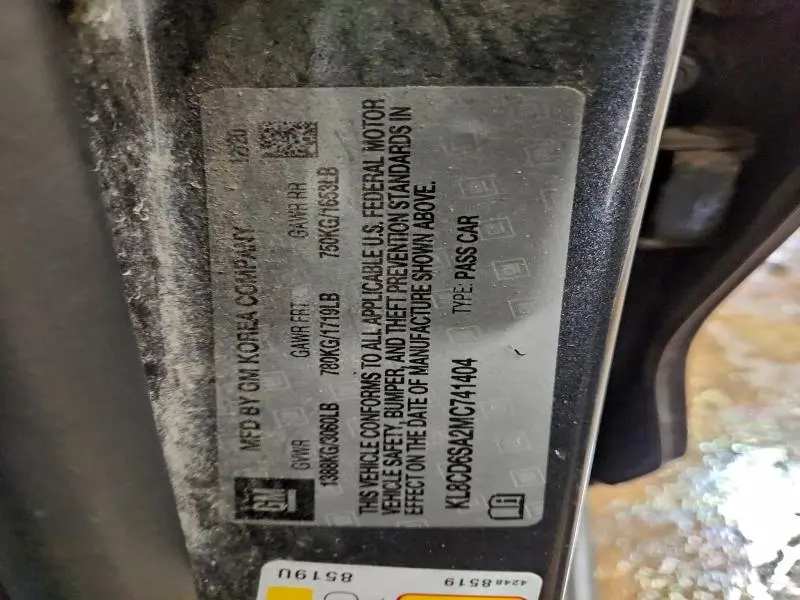 GM
MFD BY GM KOREA COMPANY 12/20
GVWR GAWR FRT GAWR RR
1388KG/3060LB 780KG/1719LB 750KG/1653LB
THIS VEHICLE CONFORMS TO ALL APPLICABLE U.S. FEDERAL MOTOR
VEHICLE SAFETY, BUMPER, AND THEFT PREVENTION STANDARDS IN
EFFECT ON THE DATE OF MANUFACTURE SHOWN ABOVE.
KL8CD6SA2MC741404 TYPE: PASS CAR
42488519
8519U